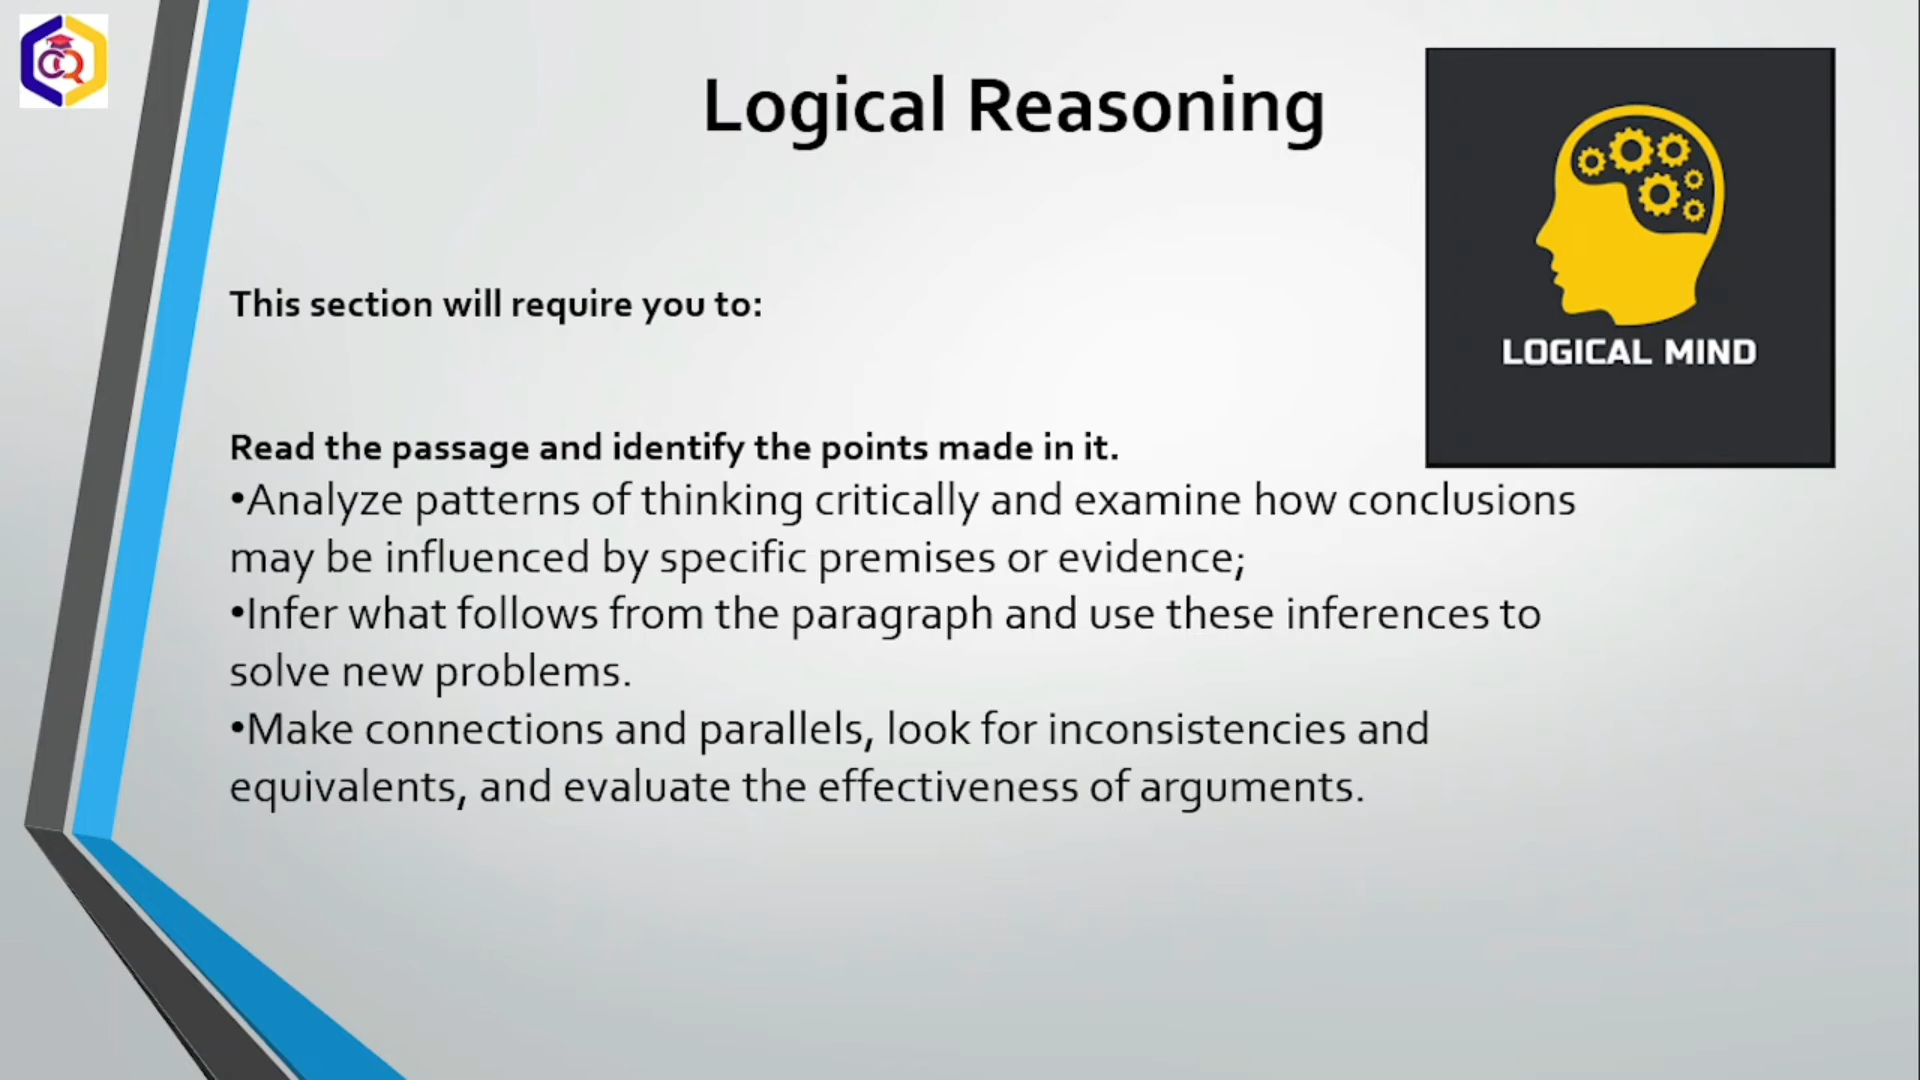 Logical Reasoning
LOGICAL MIND
This section will require you to:
Read the passage and identify the points made in it.
•Analyze patterns of thinking critically and examine how conclusions
may be influenced by specific premises or evidence;
•Infer what follows from the paragraph and use these inferences to
solve new problems.
•Make connections and parallels, look for inconsistencies and
equivalents, and evaluate the effectiveness of arguments.